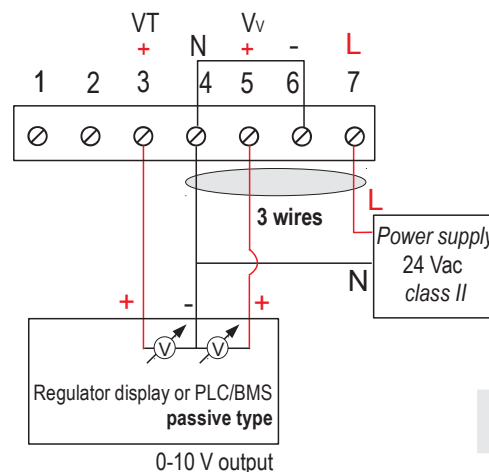 VT Vv
+ N + - L
1 2 3 4 5 6 7
3 wires
L
Power supply
24 Vac
class II
N
+ - +
V V
Regulator display or PLC/BMS
passive type
0-10 V output